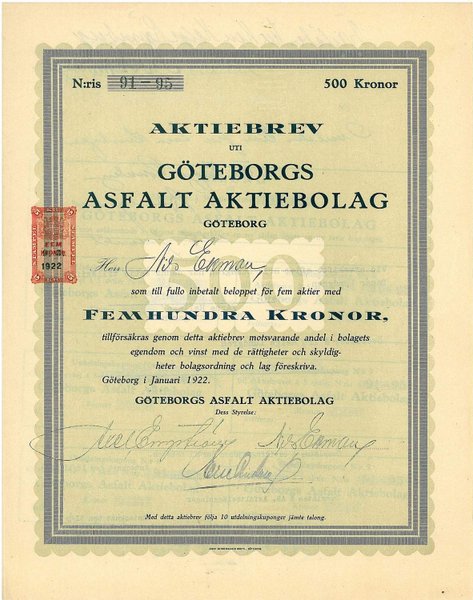 N:ris 91-95 500 Kronor
AKTIEBREV
UTI
GÖTEBORGS
ASFALT AKTIEBOLAG
GÖTEBORG
500
FEM
KRONOR
1922
Herr Nils Ekman,
som till fullo inbetalt beloppet för fem aktier med
FEMHUNDRA KRONOR,
tillförsäkras genom detta aktiebrev motsvarande andel i bolagets
egendom och vinst med de rättigheter och skyldig-
heter bolagsordning och lag föreskriva.
Göteborg i Januari 1922.
GÖTEBORGS ASFALT AKTIEBOLAG
Dess Styrelse:
Nils Ekman
Med detta aktiebrev följa 10 utdelningskuponger jämte talong.